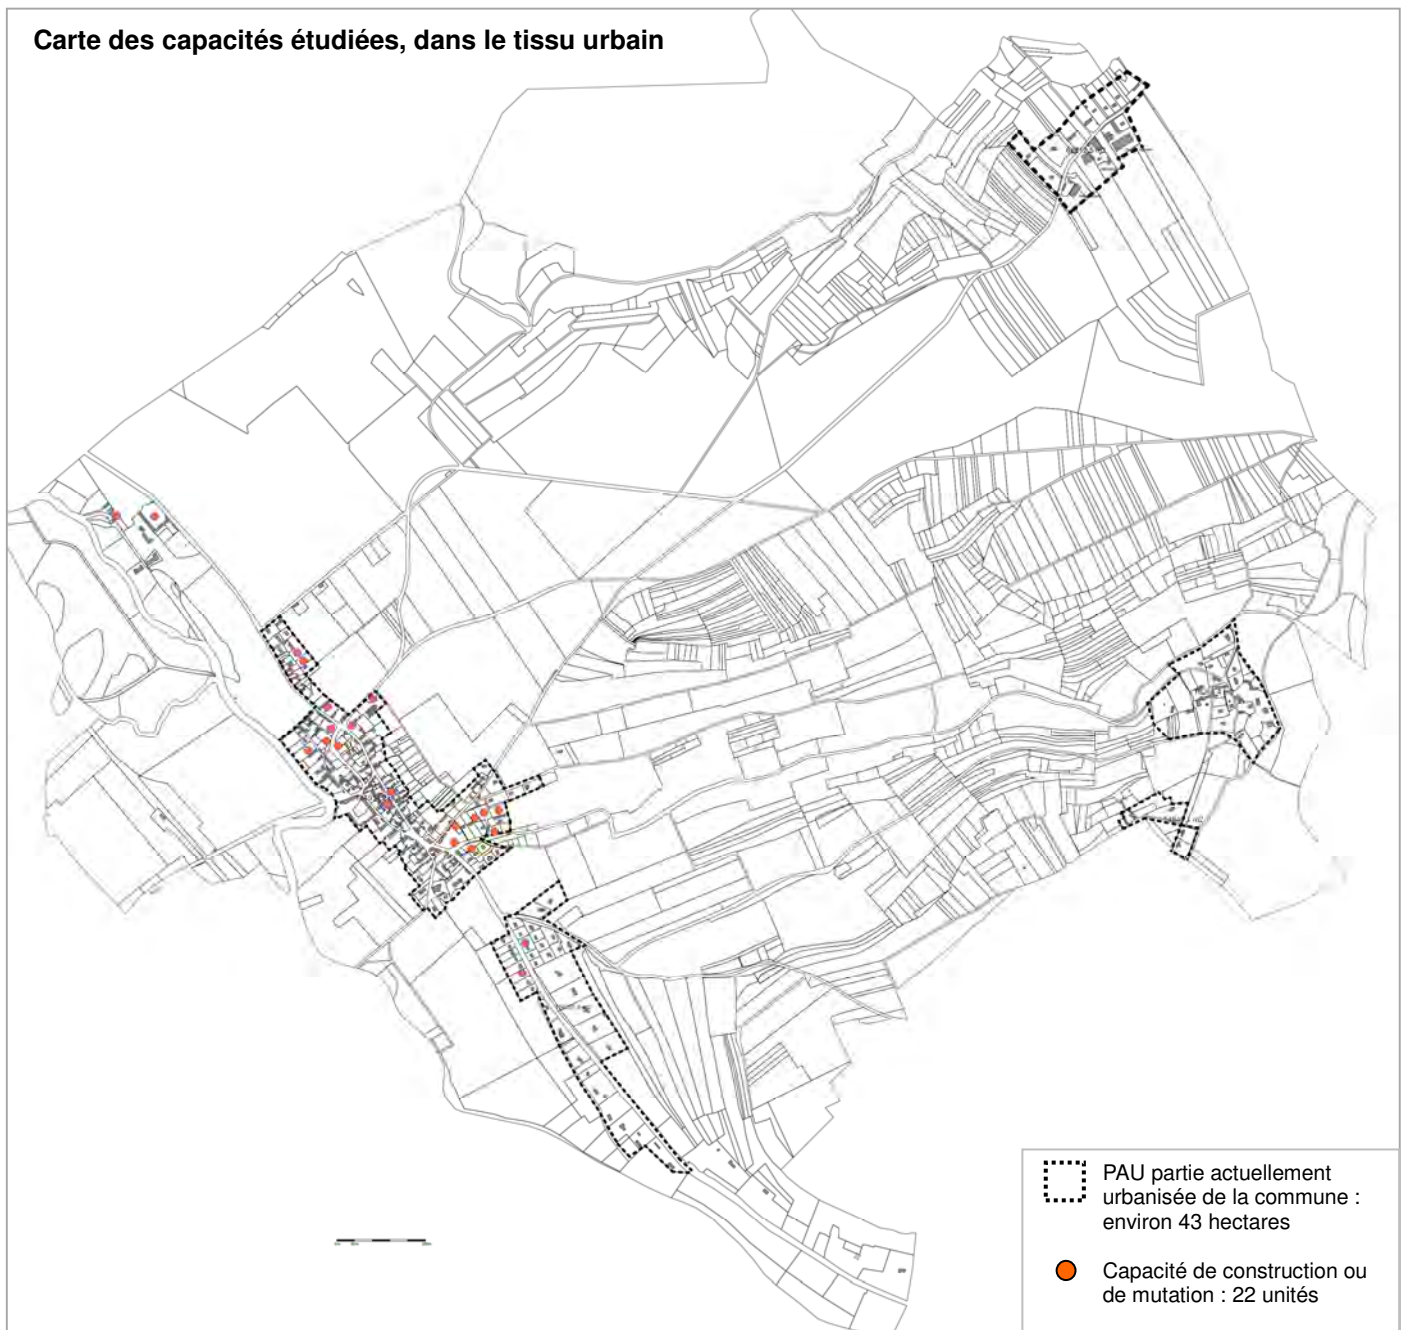 Carte des capacités étudiées, dans le tissu urbain
PAU partie actuellement
urbanisée de la commune :
environ 43 hectares
Capacité de construction ou
de mutation : 22 unités